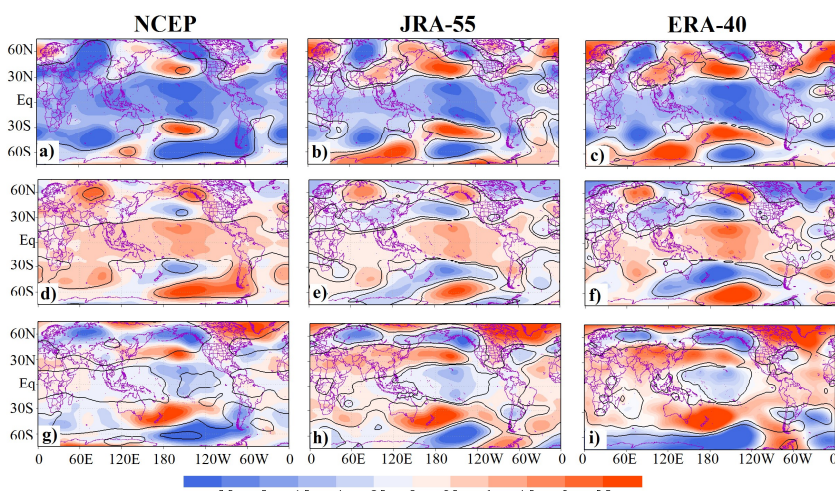 NCEP JRA-55 ERA-40
60N
30N
Eq
30S
60S
a) b) c)
60N
30N
Eq
30S
60S
d) e) f)
60N
30N
Eq
30S
60S
g) h) i)
0 60E 120E 180 120W 60W 0 60E 120E 180 120W 60W 0 60E 120E 180 120W 60W 0